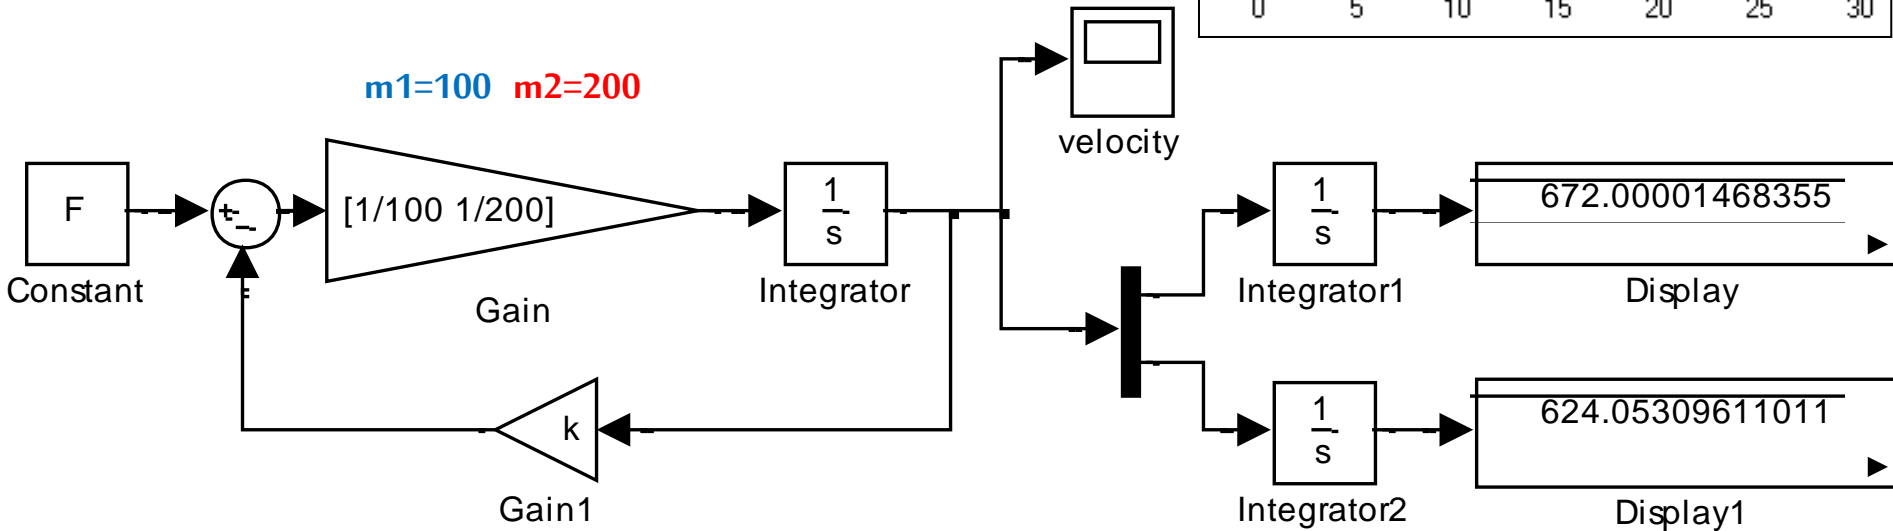 0 5 10 15 20 25 30
m1=100 m2=200
velocity
F
+
−
[1/100 1/200]
1
s
1
s
672.00001468355
Constant
Gain
Integrator
Integrator1
Display
k
1
s
624.05309611011
Gain1
Integrator2
Display1